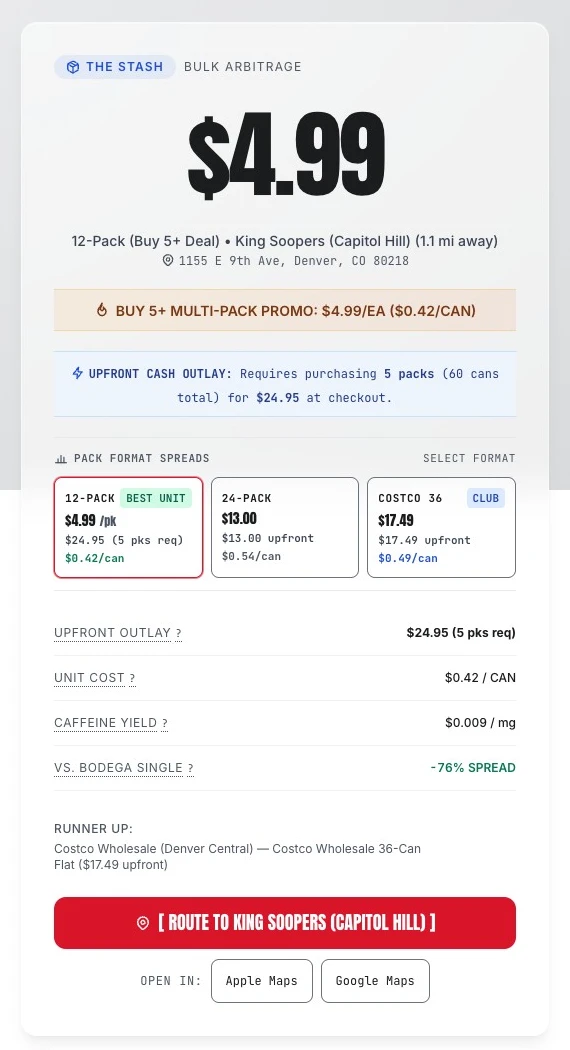 THE STASH BULK ARBITRAGE
$4.99
12-Pack (Buy 5+ Deal) • King Soopers (Capitol Hill) (1.1 mi away)
1155 E 9th Ave, Denver, CO 80218
BUY 5+ MULTI-PACK PROMO: $4.99/EA ($0.42/CAN)
UPFRONT CASH OUTLAY: Requires purchasing 5 packs (60 cans
total) for $24.95 at checkout.
PACK FORMAT SPREADS SELECT FORMAT
12-PACK BEST UNIT
$4.99 /pk
$24.95 (5 pks req)
$0.42/can
24-PACK
$13.00
$13.00 upfront
$0.54/can
COSTCO 36 CLUB
$17.49
$17.49 upfront
$0.49/can
UPFRONT OUTLAY ? $24.95 (5 pks req)
UNIT COST ? $0.42 / CAN
CAFFEINE YIELD ? $0.009 / mg
VS. BODEGA SINGLE ? -76% SPREAD
RUNNER UP:
Costco Wholesale (Denver Central) — Costco Wholesale 36-Can
Flat ($17.49 upfront)
[ ROUTE TO KING SOOPERS (CAPITOL HILL) ]
OPEN IN: Apple Maps Google Maps